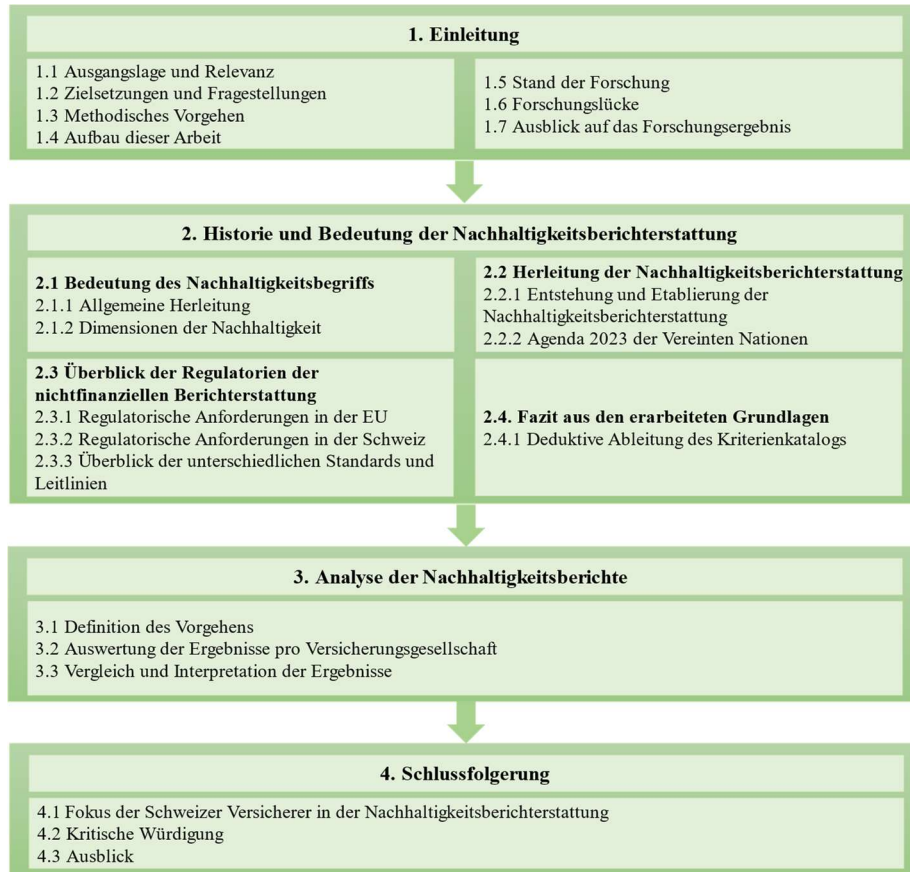 1. Einleitung
1.1 Ausgangslage und Relevanz
1.2 Zielsetzungen und Fragestellungen
1.3 Methodisches Vorgehen
1.4 Aufbau dieser Arbeit
1.5 Stand der Forschung
1.6 Forschungslücke
1.7 Ausblick auf das Forschungsergebnis
2. Historie und Bedeutung der Nachhaltigkeitsberichterstattung
2.1 Bedeutung des Nachhaltigkeitsbegriffs
2.1.1 Allgemeine Herleitung
2.1.2 Dimensionen der Nachhaltigkeit
2.2 Herleitung der Nachhaltigkeitsberichterstattung
2.2.1 Entstehung und Etablierung der
Nachhaltigkeitsberichterstattung
2.2.2 Agenda 2023 der Vereinten Nationen
2.3 Überblick der Regulatorien der
nichtfinanziellen Berichterstattung
2.3.1 Regulatorische Anforderungen in der EU
2.3.2 Regulatorische Anforderungen in der Schweiz
2.3.3 Überblick der unterschiedlichen Standards und
Leitlinien
2.4. Fazit aus den erarbeiteten Grundlagen
2.4.1 Deduktive Ableitung des Kriterienkatalogs
3. Analyse der Nachhaltigkeitsberichte
3.1 Definition des Vorgehens
3.2 Auswertung der Ergebnisse pro Versicherungsgesellschaft
3.3 Vergleich und Interpretation der Ergebnisse
4. Schlussfolgerung
4.1 Fokus der Schweizer Versicherer in der Nachhaltigkeitsberichterstattung
4.2 Kritische Würdigung
4.3 Ausblick